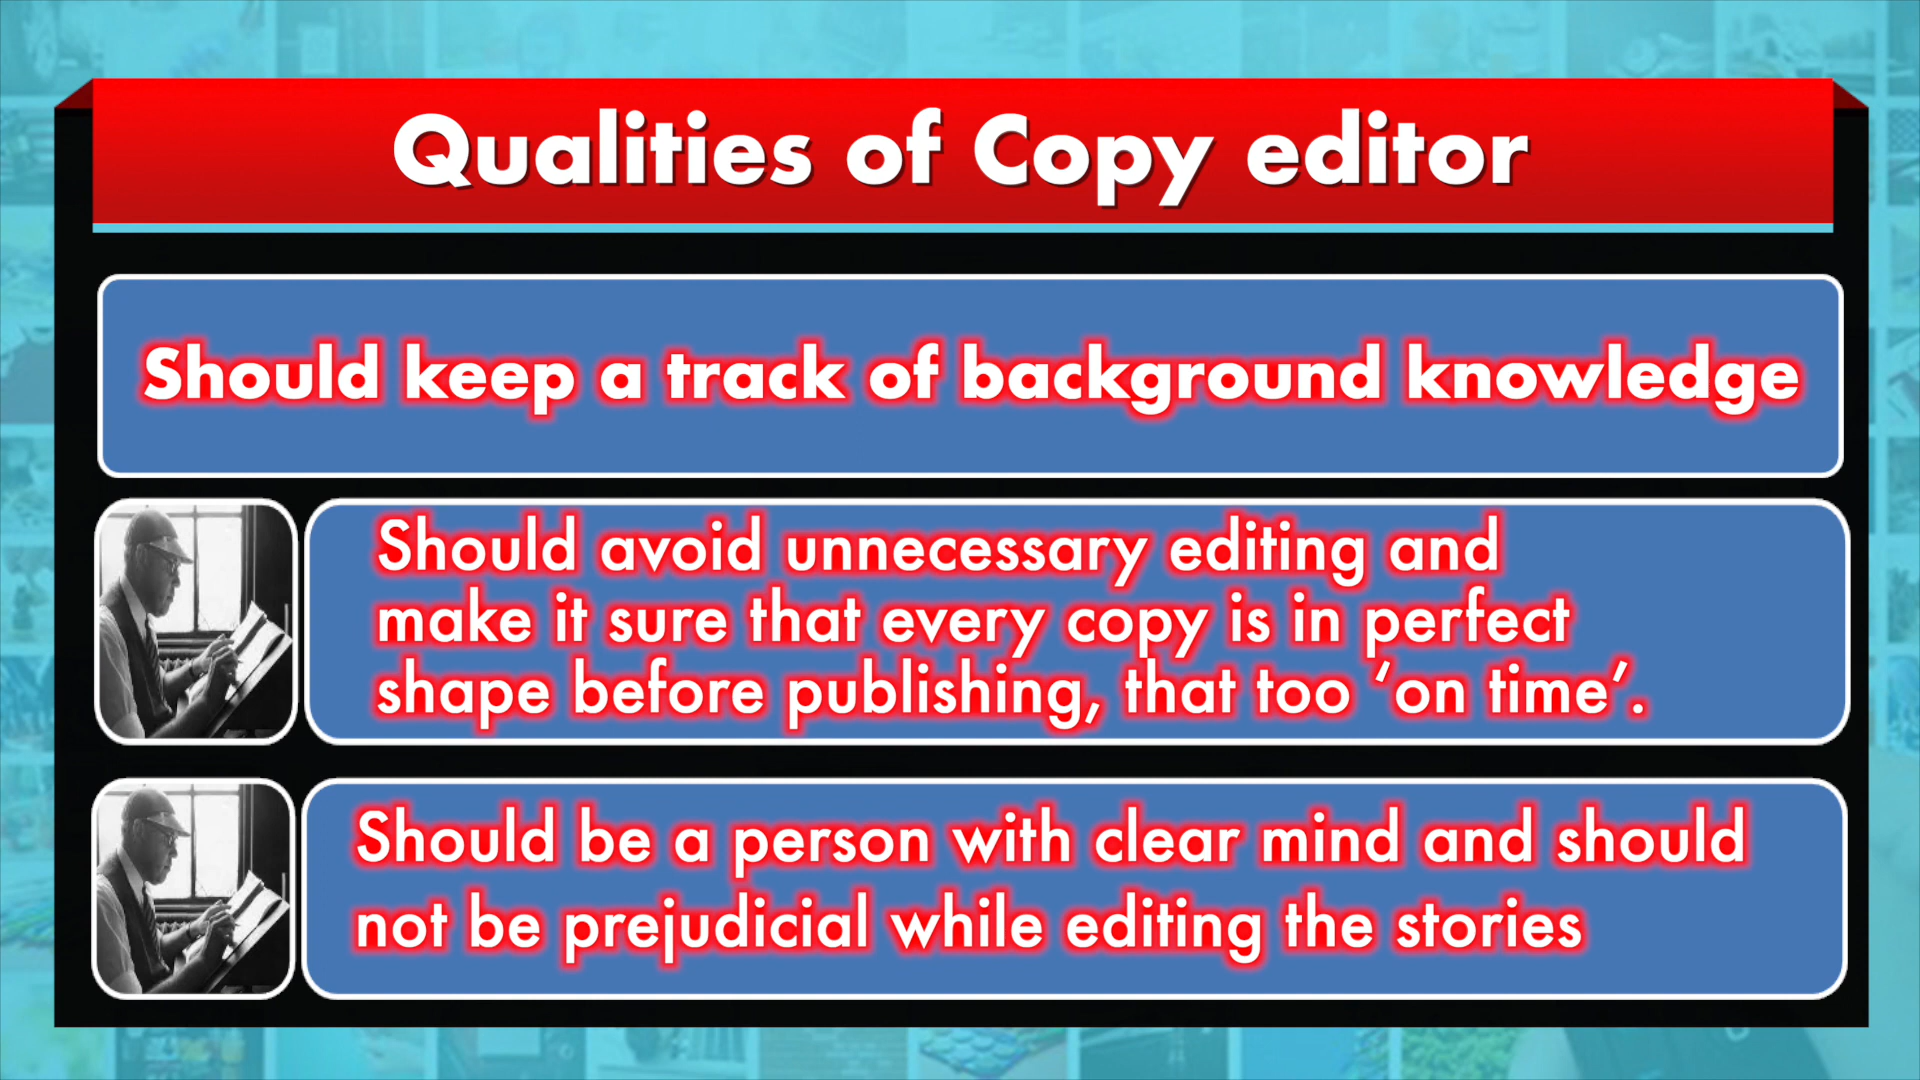 Qualities of Copy editor
Should keep a track of background knowledge
Should avoid unnecessary editing and
make it sure that every copy is in perfect
shape before publishing, that too ‘on time’.
Should be a person with clear mind and should
not be prejudicial while editing the stories